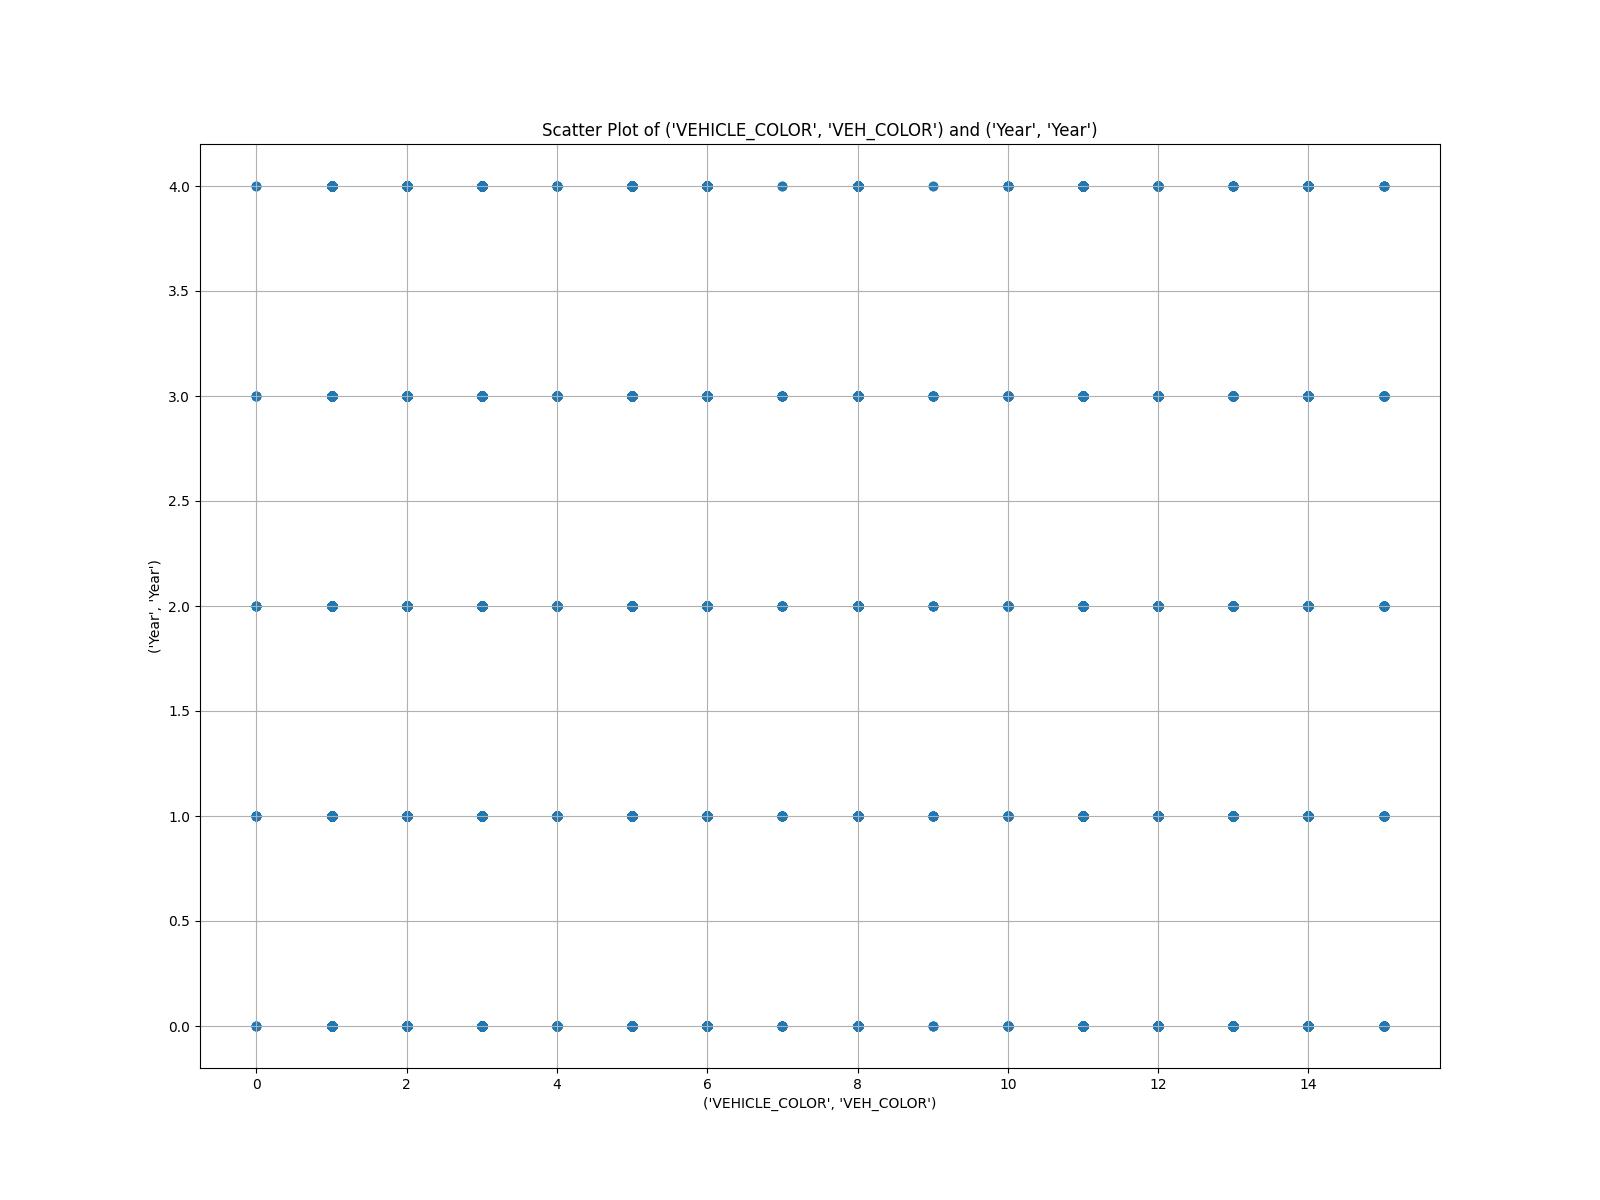 Scatter Plot of ('VEHICLE_COLOR', 'VEH_COLOR') and ('Year', 'Year')
4.0
3.5
3.0
2.5
2.0
1.5
1.0
0.5
0.0
('Year', 'Year')
0 2 4 6 8 10 12 14
('VEHICLE_COLOR', 'VEH_COLOR')